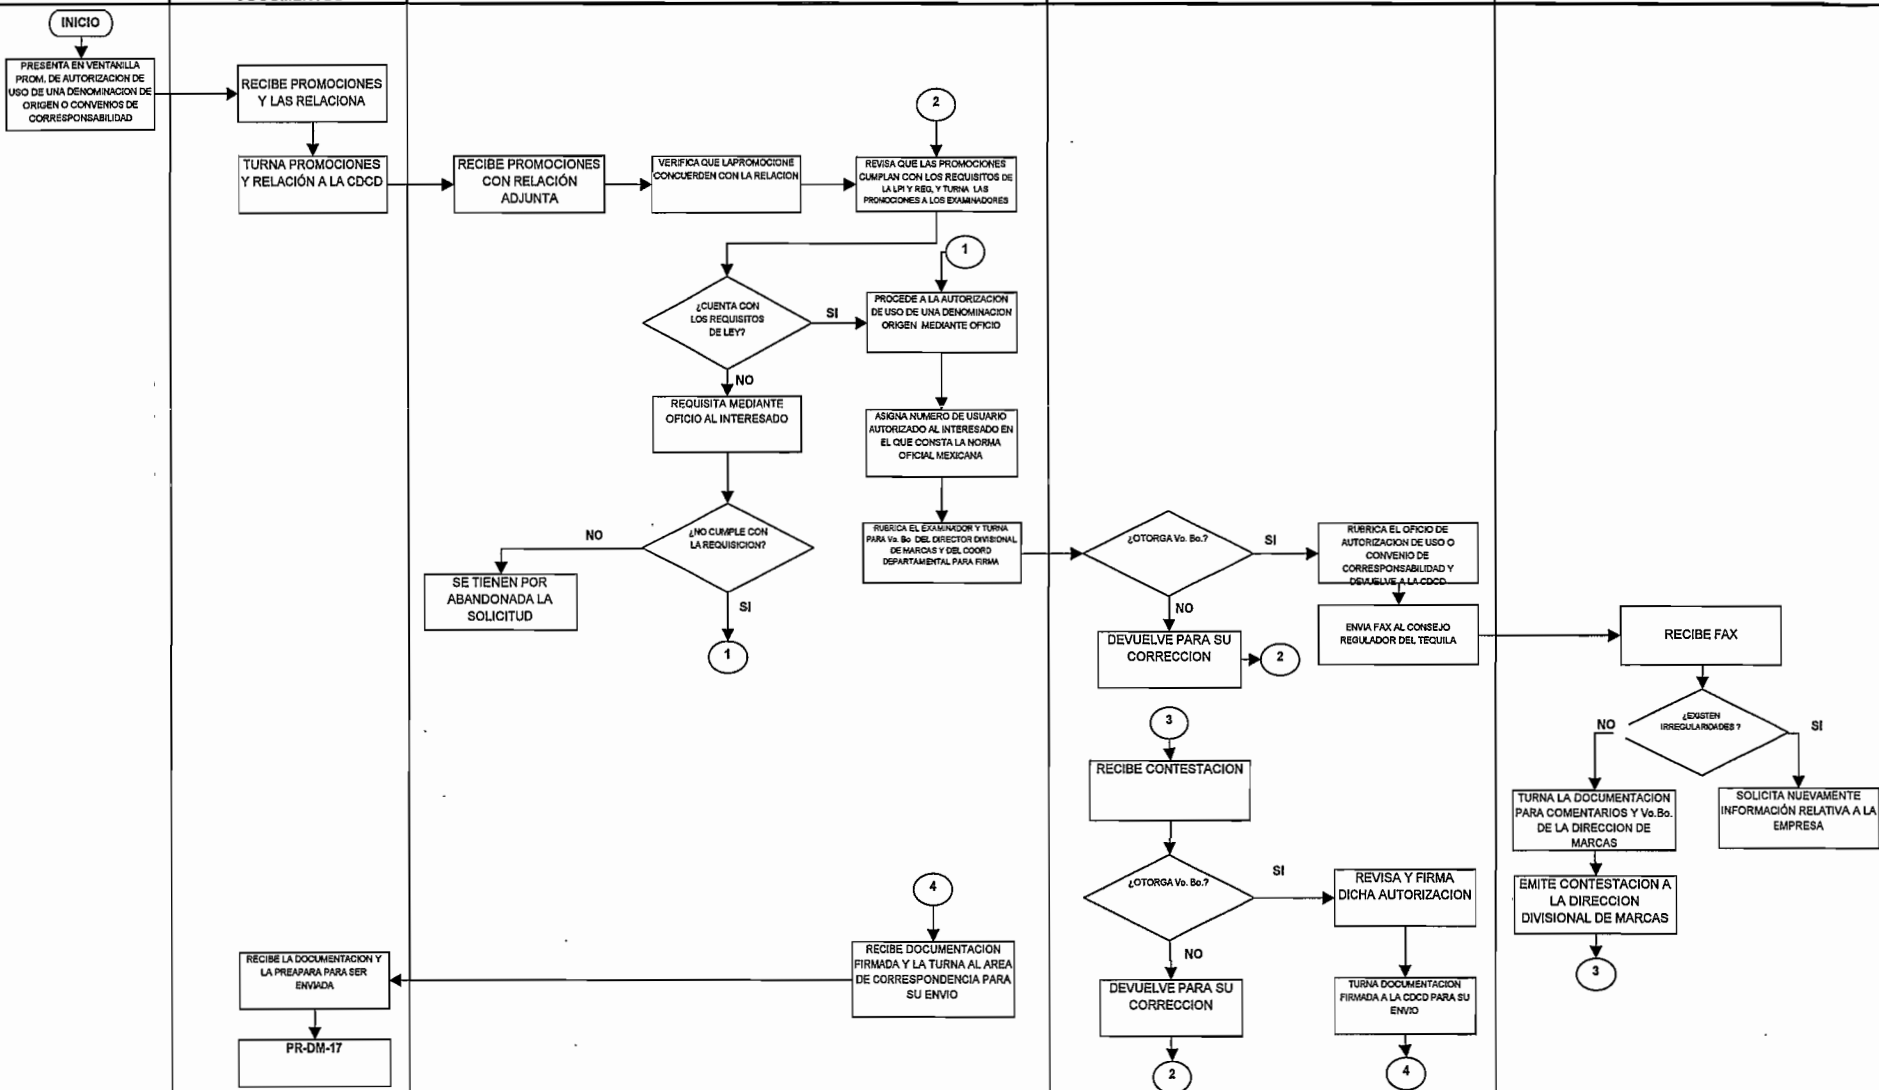 INICIO
PRESENTA EN VENTANILLA
PROM. DE AUTORIZACION DE
USO DE UNA DENOMINACION DE
ORIGEN O CONVENIOS DE
CORRESPONSABILIDAD
RECIBE PROMOCIONES
Y LAS RELACIONA
TURNA PROMOCIONES
Y RELACIÓN A LA CDCD
RECIBE PROMOCIONES
CON RELACIÓN
ADJUNTA
VERIFICA QUE LAPROMOCIONE
CONCUERDEN CON LA RELACION
2
REVISA QUE LAS PROMOCIONES
CUMPLAN CON LOS REQUISITOS DE
LA LPI Y REG, Y TURNA LAS
PROMOCIONES A LOS EXAMINADORES
1
¿CUENTA CON
LOS REQUISITOS
DE LEY?
SI
PROCEDE A LA AUTORIZACION
DE USO DE UNA DENOMINACION
ORIGEN MEDIANTE OFICIO
NO
REQUISITA MEDIANTE
OFICIO AL INTERESADO
ASIGNA NUMERO DE USUARIO
AUTORIZADO AL INTERESADO EN
EL QUE CONSTA LA NORMA
OFICIAL MEXICANA
¿NO CUMPLE CON
LA REQUISICION?
NO
SE TIENEN POR
ABANDONADA LA
SOLICITUD
SI
1
RUBRICA EL EXAMINADOR Y TURNA
PARA Vo. Bo DEL DIRECTOR DIVISIONAL
DE MARCAS Y DEL COORD
DEPARTAMENTAL PARA FIRMA
¿OTORGA Vo. Bo.?
SI
RUBRICA EL OFICIO DE
AUTORIZACION DE USO O
CONVENIO DE
CORRESPONSABILIDAD Y
DEVUELVE A LA CDCD
NO
DEVUELVE PARA SU
CORRECCION
2
ENVIA FAX AL CONSEJO
REGULADOR DEL TEQUILA
RECIBE FAX
¿EXISTEN
IRREGULARIDADES ?
NO
SI
TURNA LA DOCUMENTACION
PARA COMENTARIOS Y Vo.Bo.
DE LA DIRECCION DE
MARCAS
SOLICITA NUEVAMENTE
INFORMACIÓN RELATIVA A LA
EMPRESA
EMITE CONTESTACION A
LA DIRECCION
DIVISIONAL DE MARCAS
3
3
RECIBE CONTESTACION
¿OTORGA Vo. Bo.?
SI
REVISA Y FIRMA
DICHA AUTORIZACION
NO
DEVUELVE PARA SU
CORRECCION
2
TURNA DOCUMENTACION
FIRMADA A LA CDCD PARA SU
ENVIO
4
4
RECIBE DOCUMENTACION
FIRMADA Y LA TURNA AL AREA
DE CORRESPONDENCIA PARA
SU ENVIO
RECIBE LA DOCUMENTACION Y
LA PREAPARA PARA SER
ENVIADA
PR-DM-17